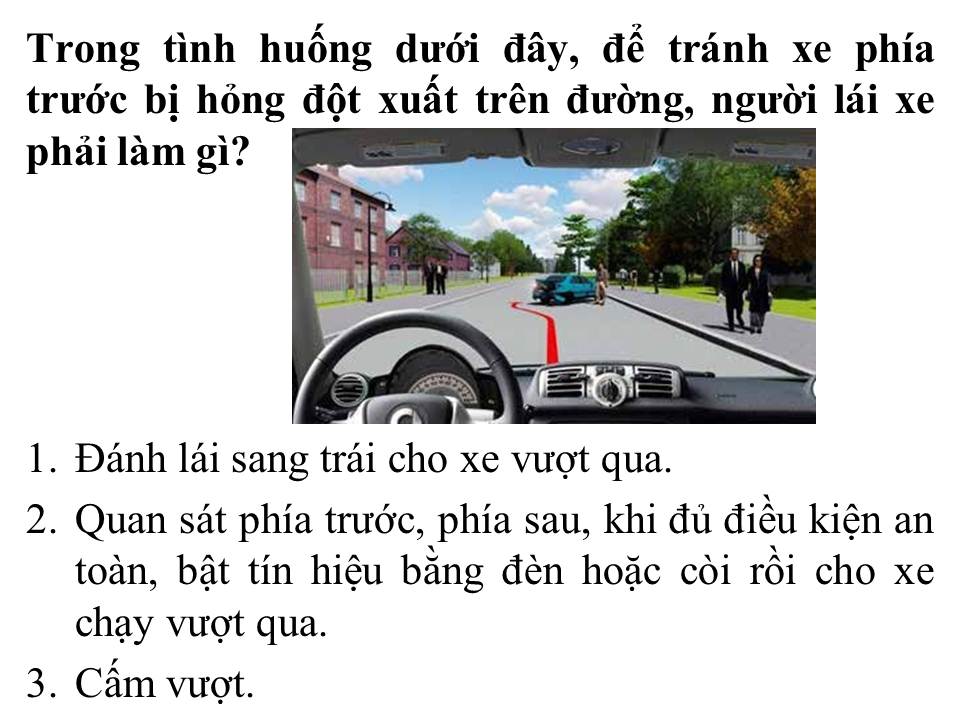 Trong tình huống dưới đây, để tránh xe phía
trước bị hỏng đột xuất trên đường, người lái xe
phải làm gì?
1. Đánh lái sang trái cho xe vượt qua.
2. Quan sát phía trước, phía sau, khi đủ điều kiện an
toàn, bật tín hiệu bằng đèn hoặc còi rồi cho xe
chạy vượt qua.
3. Cấm vượt.